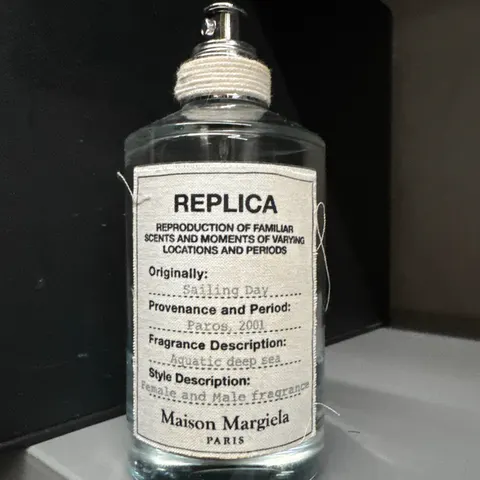 REPLICA
REPRODUCTION OF FAMILIAR
SCENTS AND MOMENTS OF VARYING
LOCATIONS AND PERIODS
Originally:
Sailing Day
Provenance and Period:
Paros, 2001
Fragrance Description:
Aquatic deep sea
Style Description:
Female and Male fragrance
Maison Margiela
PARIS